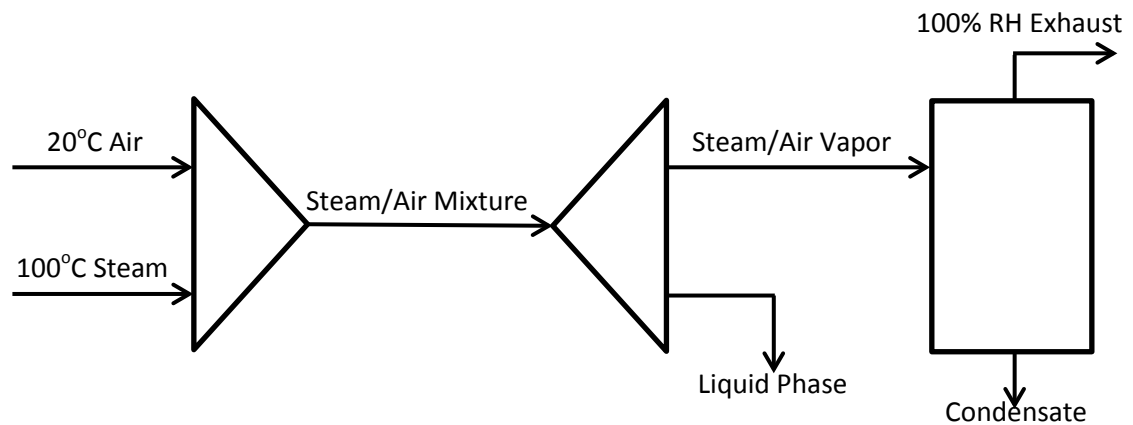 100% RH Exhaust
20°C Air
Steam/Air Vapor
Steam/Air Mixture
100°C Steam
Liquid Phase
Condensate